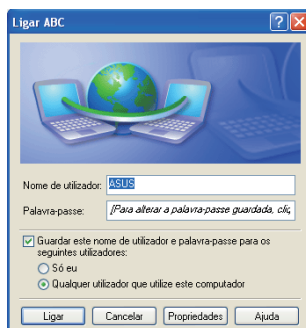 Ligar ABC
Nome de utilizador: ASUS
Palavra-passe: [Para alterar a palavra-passe guardada, clic
Guardar este nome de utilizador e palavra-passe para os
seguintes utilizadores:
Só eu
Qualquer utilizador que utilize este computador
Ligar Cancelar Propriedades Ajuda